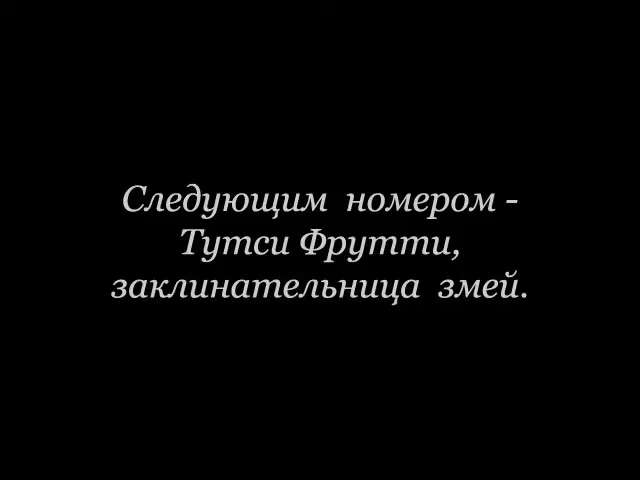 Следующим номером -
Тутси Фрутти,
заклинательница змей.